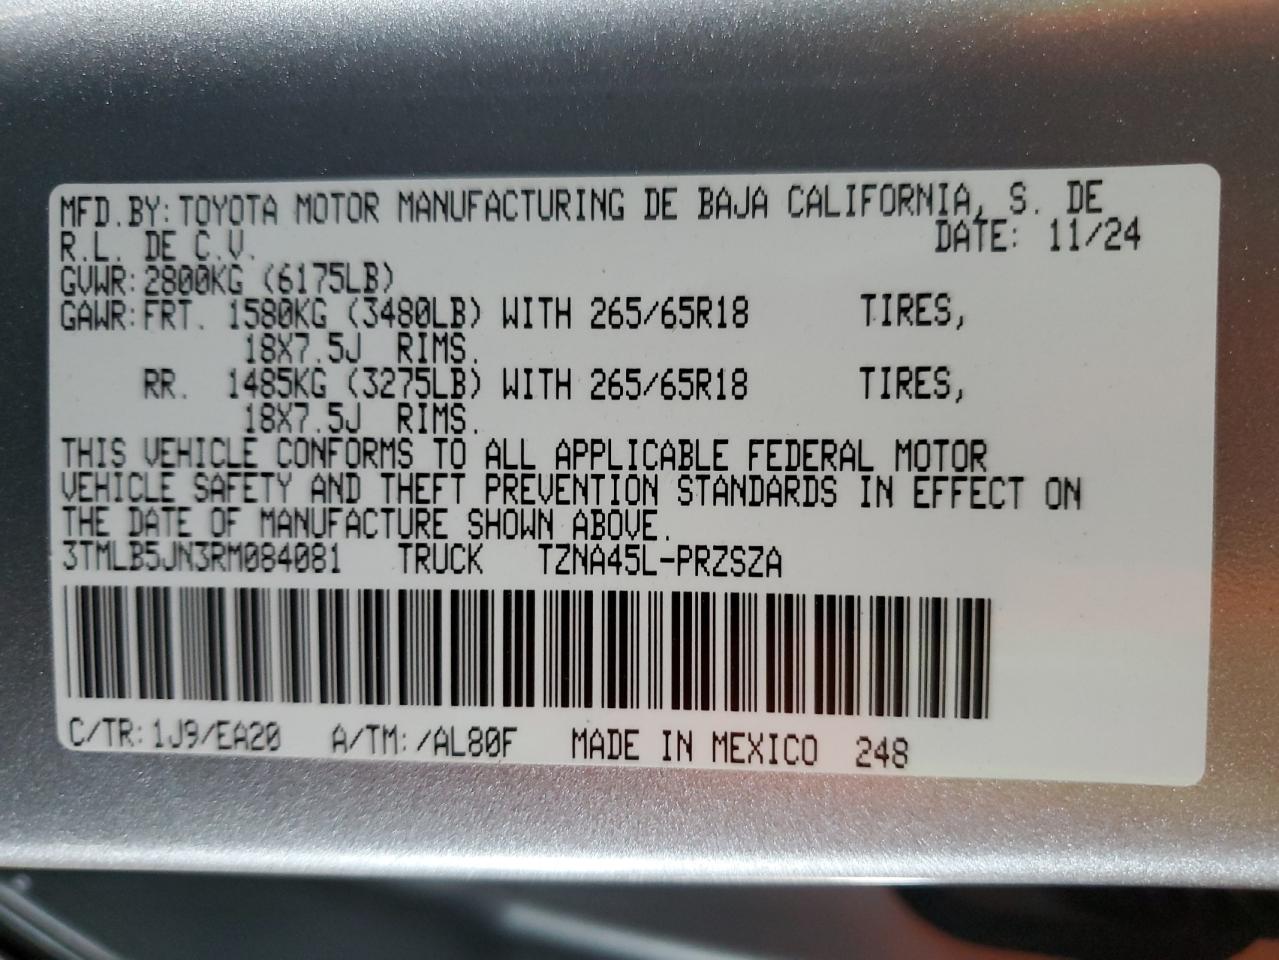 MFD.BY:TOYOTA MOTOR MANUFACTURING DE BAJA CALIFORNIA, S. DE
R.L. DE C.V. DATE: 11/24
GVWR:2800KG (6175LB)
GAWR:FRT. 1580KG (3480LB) WITH 265/65R18 TIRES,
18X7.5J RIMS.
RR. 1485KG (3275LB) WITH 265/65R18 TIRES,
18X7.5J RIMS.
THIS VEHICLE CONFORMS TO ALL APPLICABLE FEDERAL MOTOR
VEHICLE SAFETY AND THEFT PREVENTION STANDARDS IN EFFECT ON
THE DATE OF MANUFACTURE SHOWN ABOVE.
3TMLB5JN3RM084081 TRUCK TZNA45L-PRZSZA
C/TR:1J9/EA20 A/TM:/AL80F MADE IN MEXICO 248